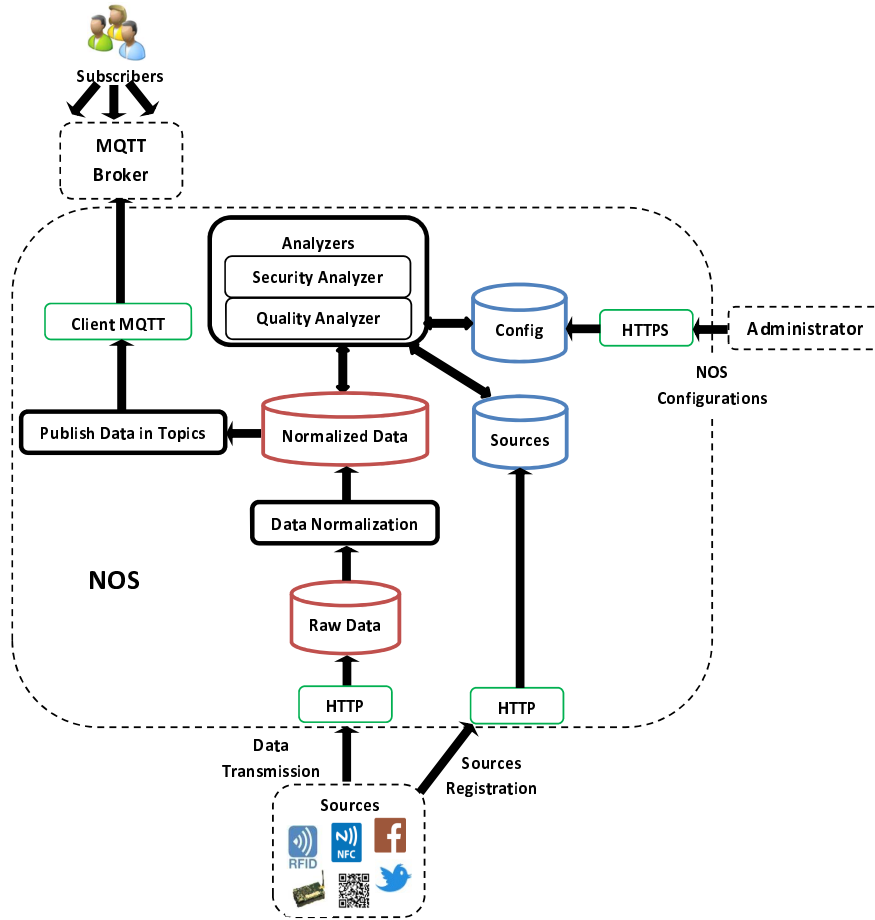 Subscribers
MQTT
Broker
Analyzers
Security Analyzer
Quality Analyzer
Client MQTT
Config
HTTPS
Administrator
NOS
Configurations
Publish Data in Topics
Normalized Data
Sources
Data Normalization
NOS
Raw Data
HTTP
HTTP
Data
Transmission
Sources
Registration
Sources
RFID
NFC